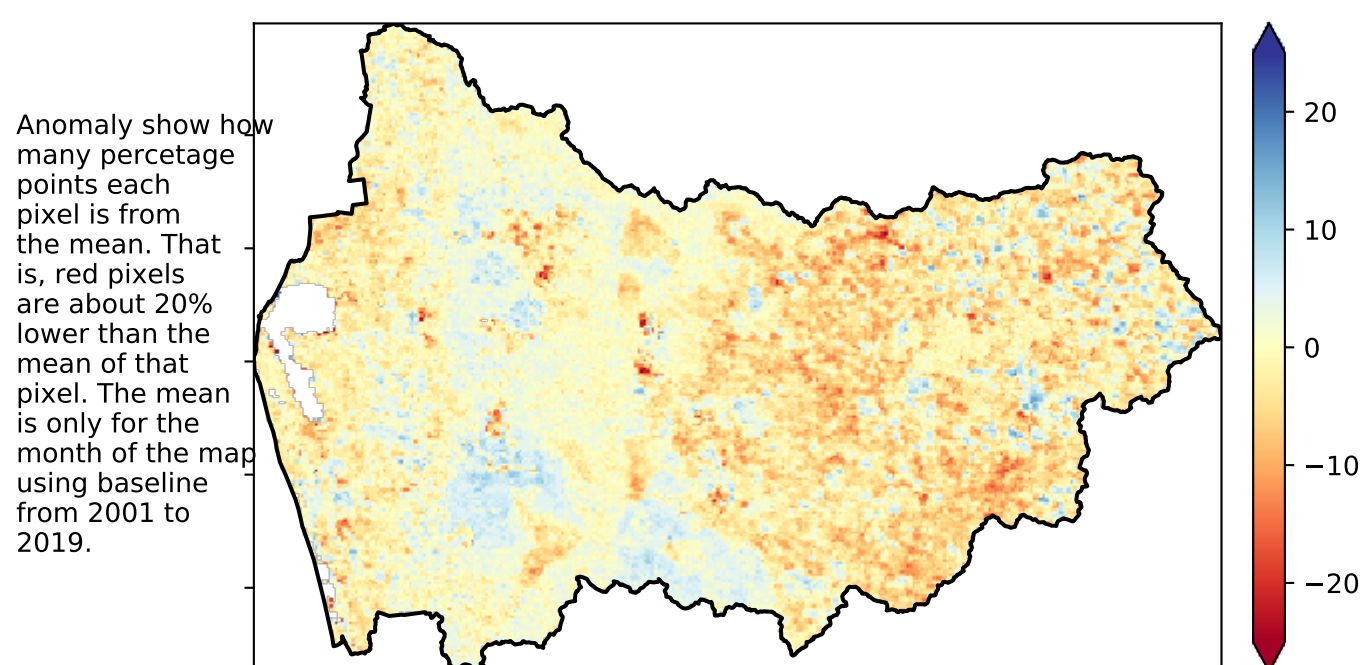 Anomaly show how
many percetage
points each
pixel is from
the mean. That
is, red pixels
are about 20%
lower than the
mean of that
pixel. The mean
is only for the
month of the map
using baseline
from 2001 to
2019.
20
10
0
−10
−20